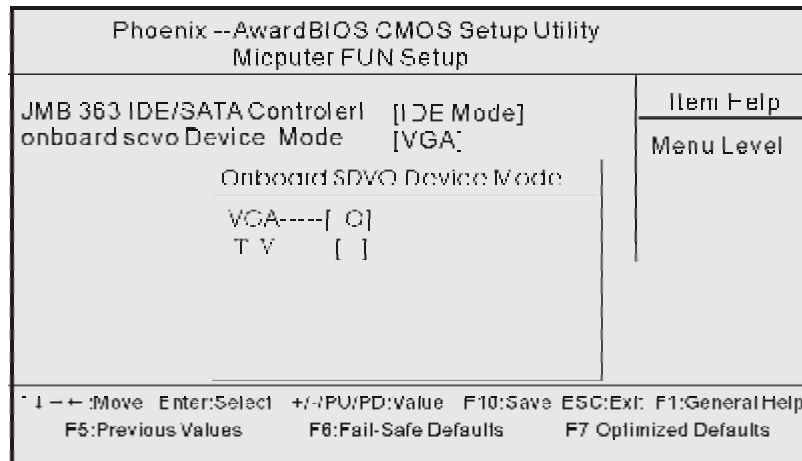 Phoenix --AwardBIOS CMOS Setup Utility
Micputer FUN Setup
JMB 363 IDE/SATA Controlerl [IDE Mode]
onboard scvo Device Mode [VGA]
Item Help
Menu Level
Onboard SDVO Device Mode
VGA-----[ O]
T V [ ]
↑↓→←:Move Enter:Select +/-/PU/PD:Value F10:Save ESC:Exit F1:General Help
F5:Previous Values F6:Fail-Safe Defaults F7 Optimized Defaults